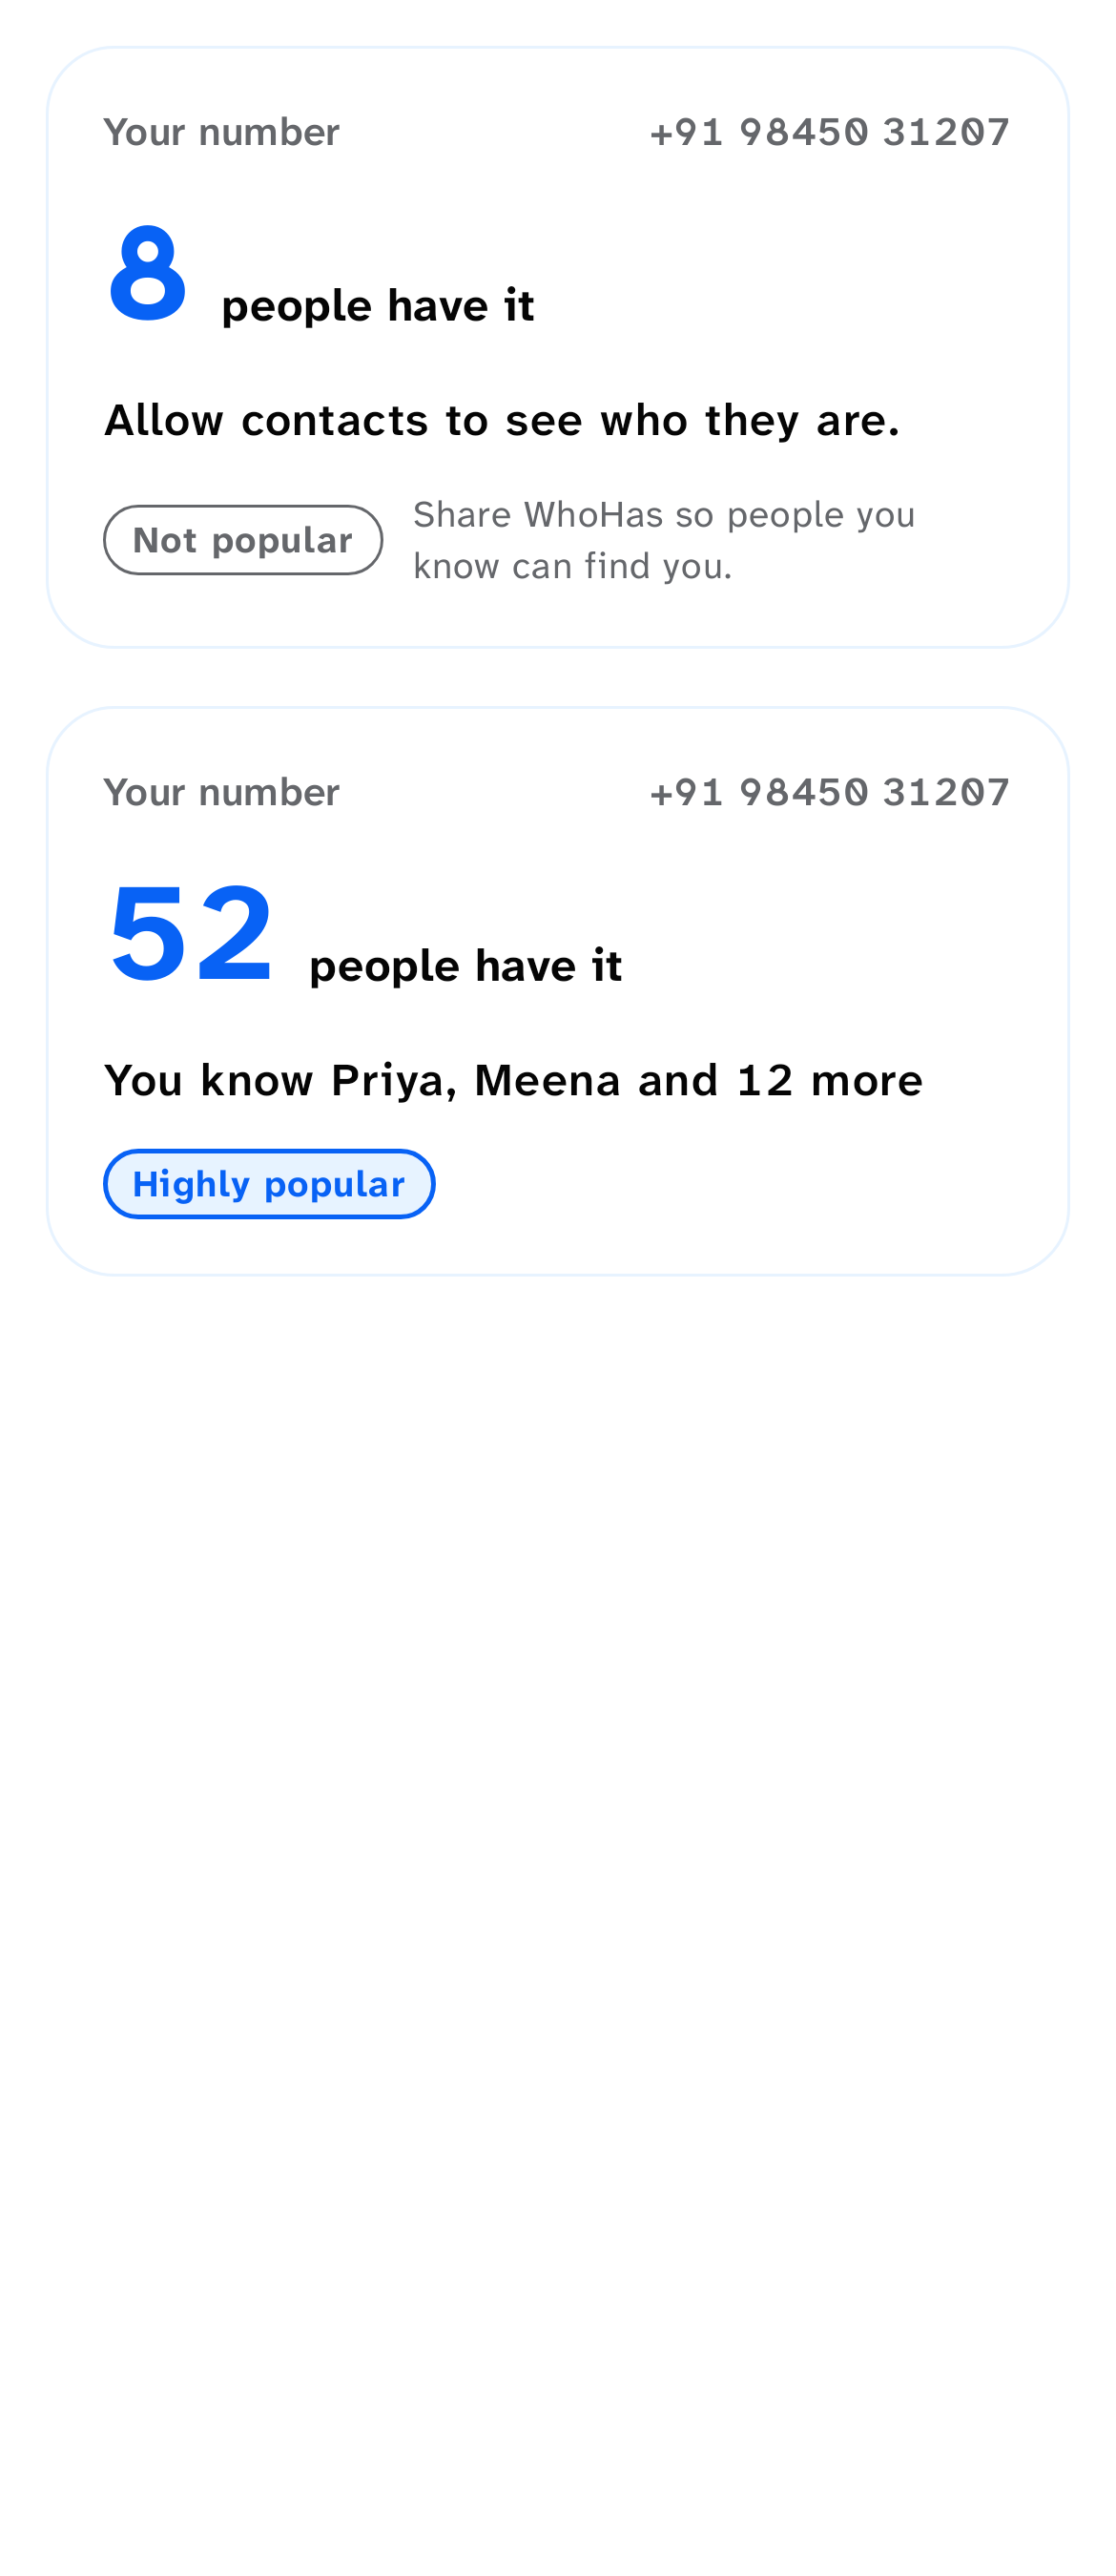 Your number +91 98450 31207
8 people have it
Allow contacts to see who they are.
Not popular
Share WhoHas so people you
know can find you.
Your number +91 98450 31207
52 people have it
You know Priya, Meena and 12 more
Highly popular